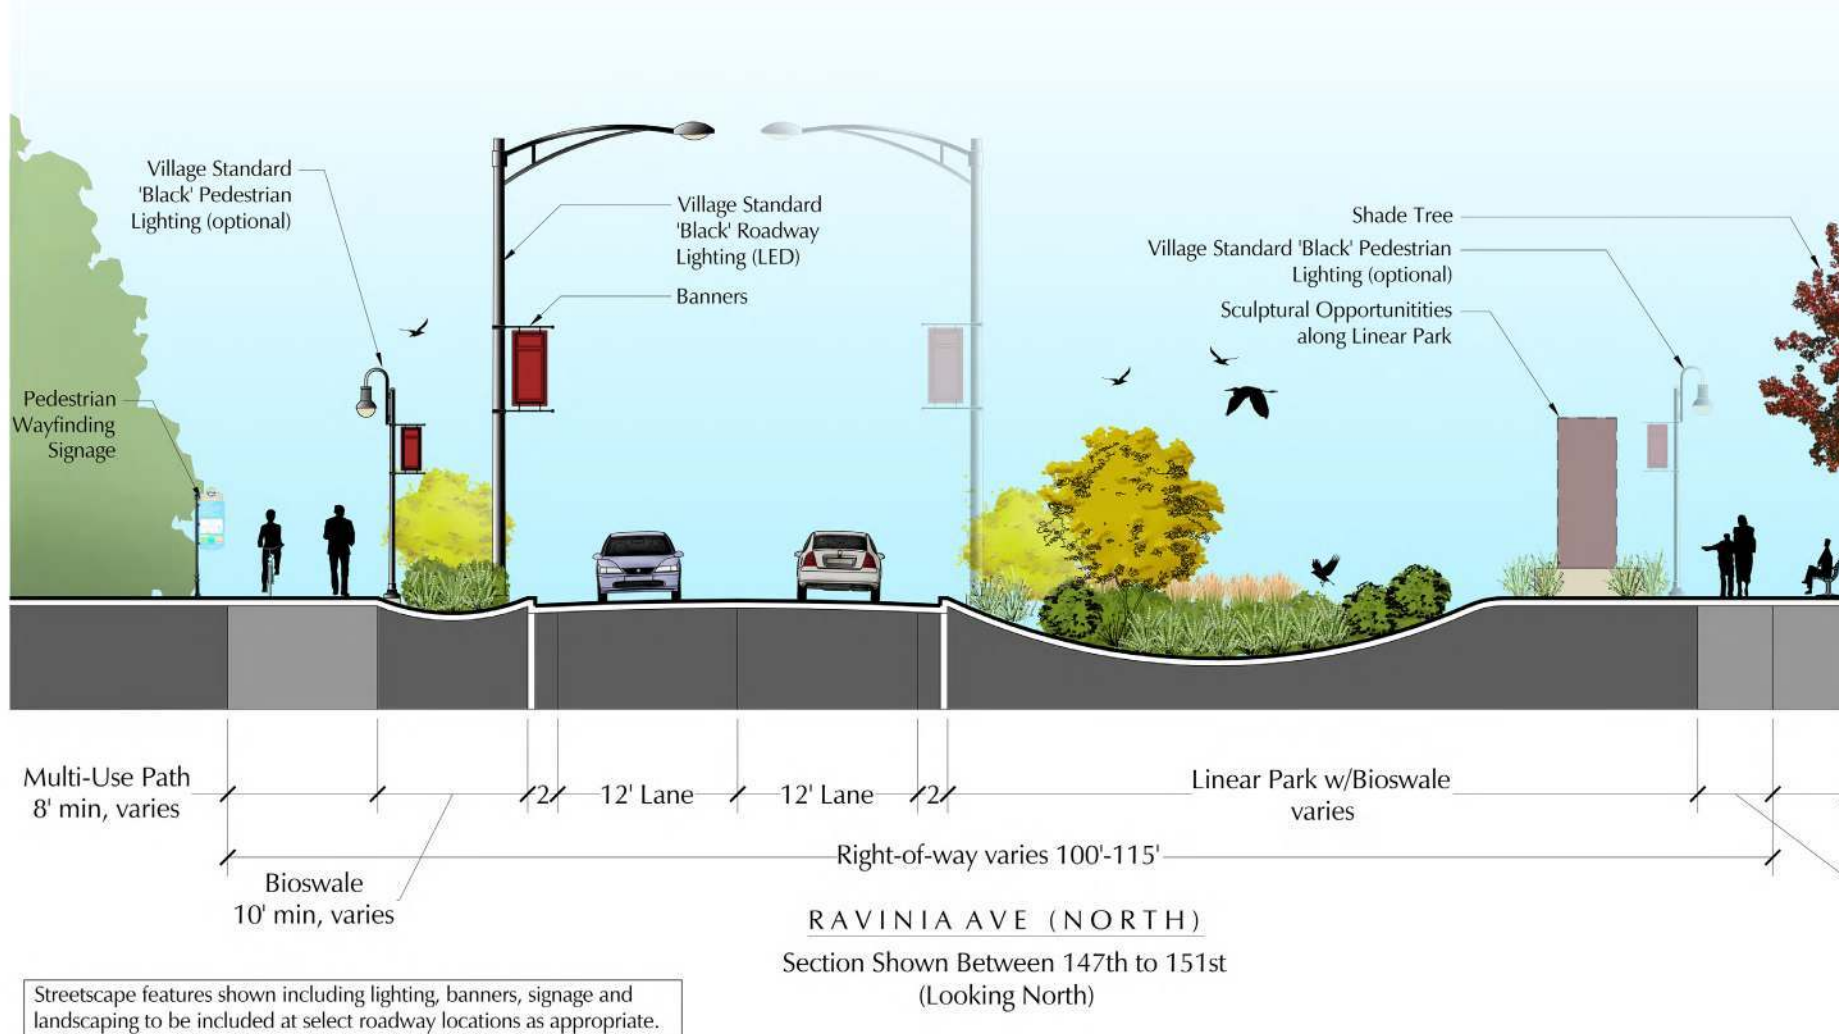 Village Standard
'Black' Pedestrian
Lighting (optional)
Village Standard
'Black' Roadway
Lighting (LED)
Banners
Shade Tree
Village Standard 'Black' Pedestrian
Lighting (optional)
Sculptural Opportunitities
along Linear Park
Pedestrian
Wayfinding
Signage
Multi-Use Path
8' min, varies
2'
12' Lane
12' Lane
2'
Linear Park w/Bioswale
varies
Right-of-way varies 100'-115'
Bioswale
10' min, varies
RAVINIA AVE (NORTH)
Section Shown Between 147th to 151st
(Looking North)
Streetscape features shown including lighting, banners, signage and
landscaping to be included at select roadway locations as appropriate.